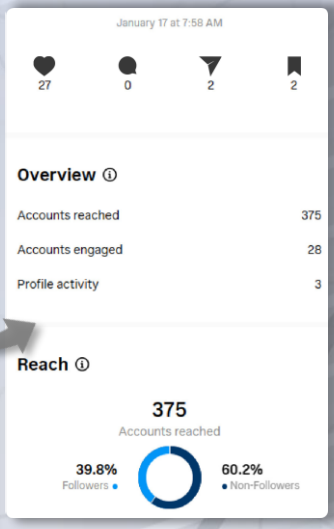 January 17 at 7:58 AM
27 0 2 2
Overview
Accounts reached 375
Accounts engaged 28
Profile activity 3
Reach
375
Accounts reached
39.8% 60.2%
Followers Non-Followers